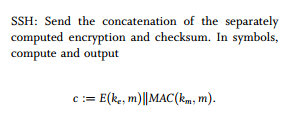 SSH: Send the concatenation of the separately
computed encryption and checksum. In symbols,
compute and output
c := E(kₑ, m)‖MAC(kₘ, m).